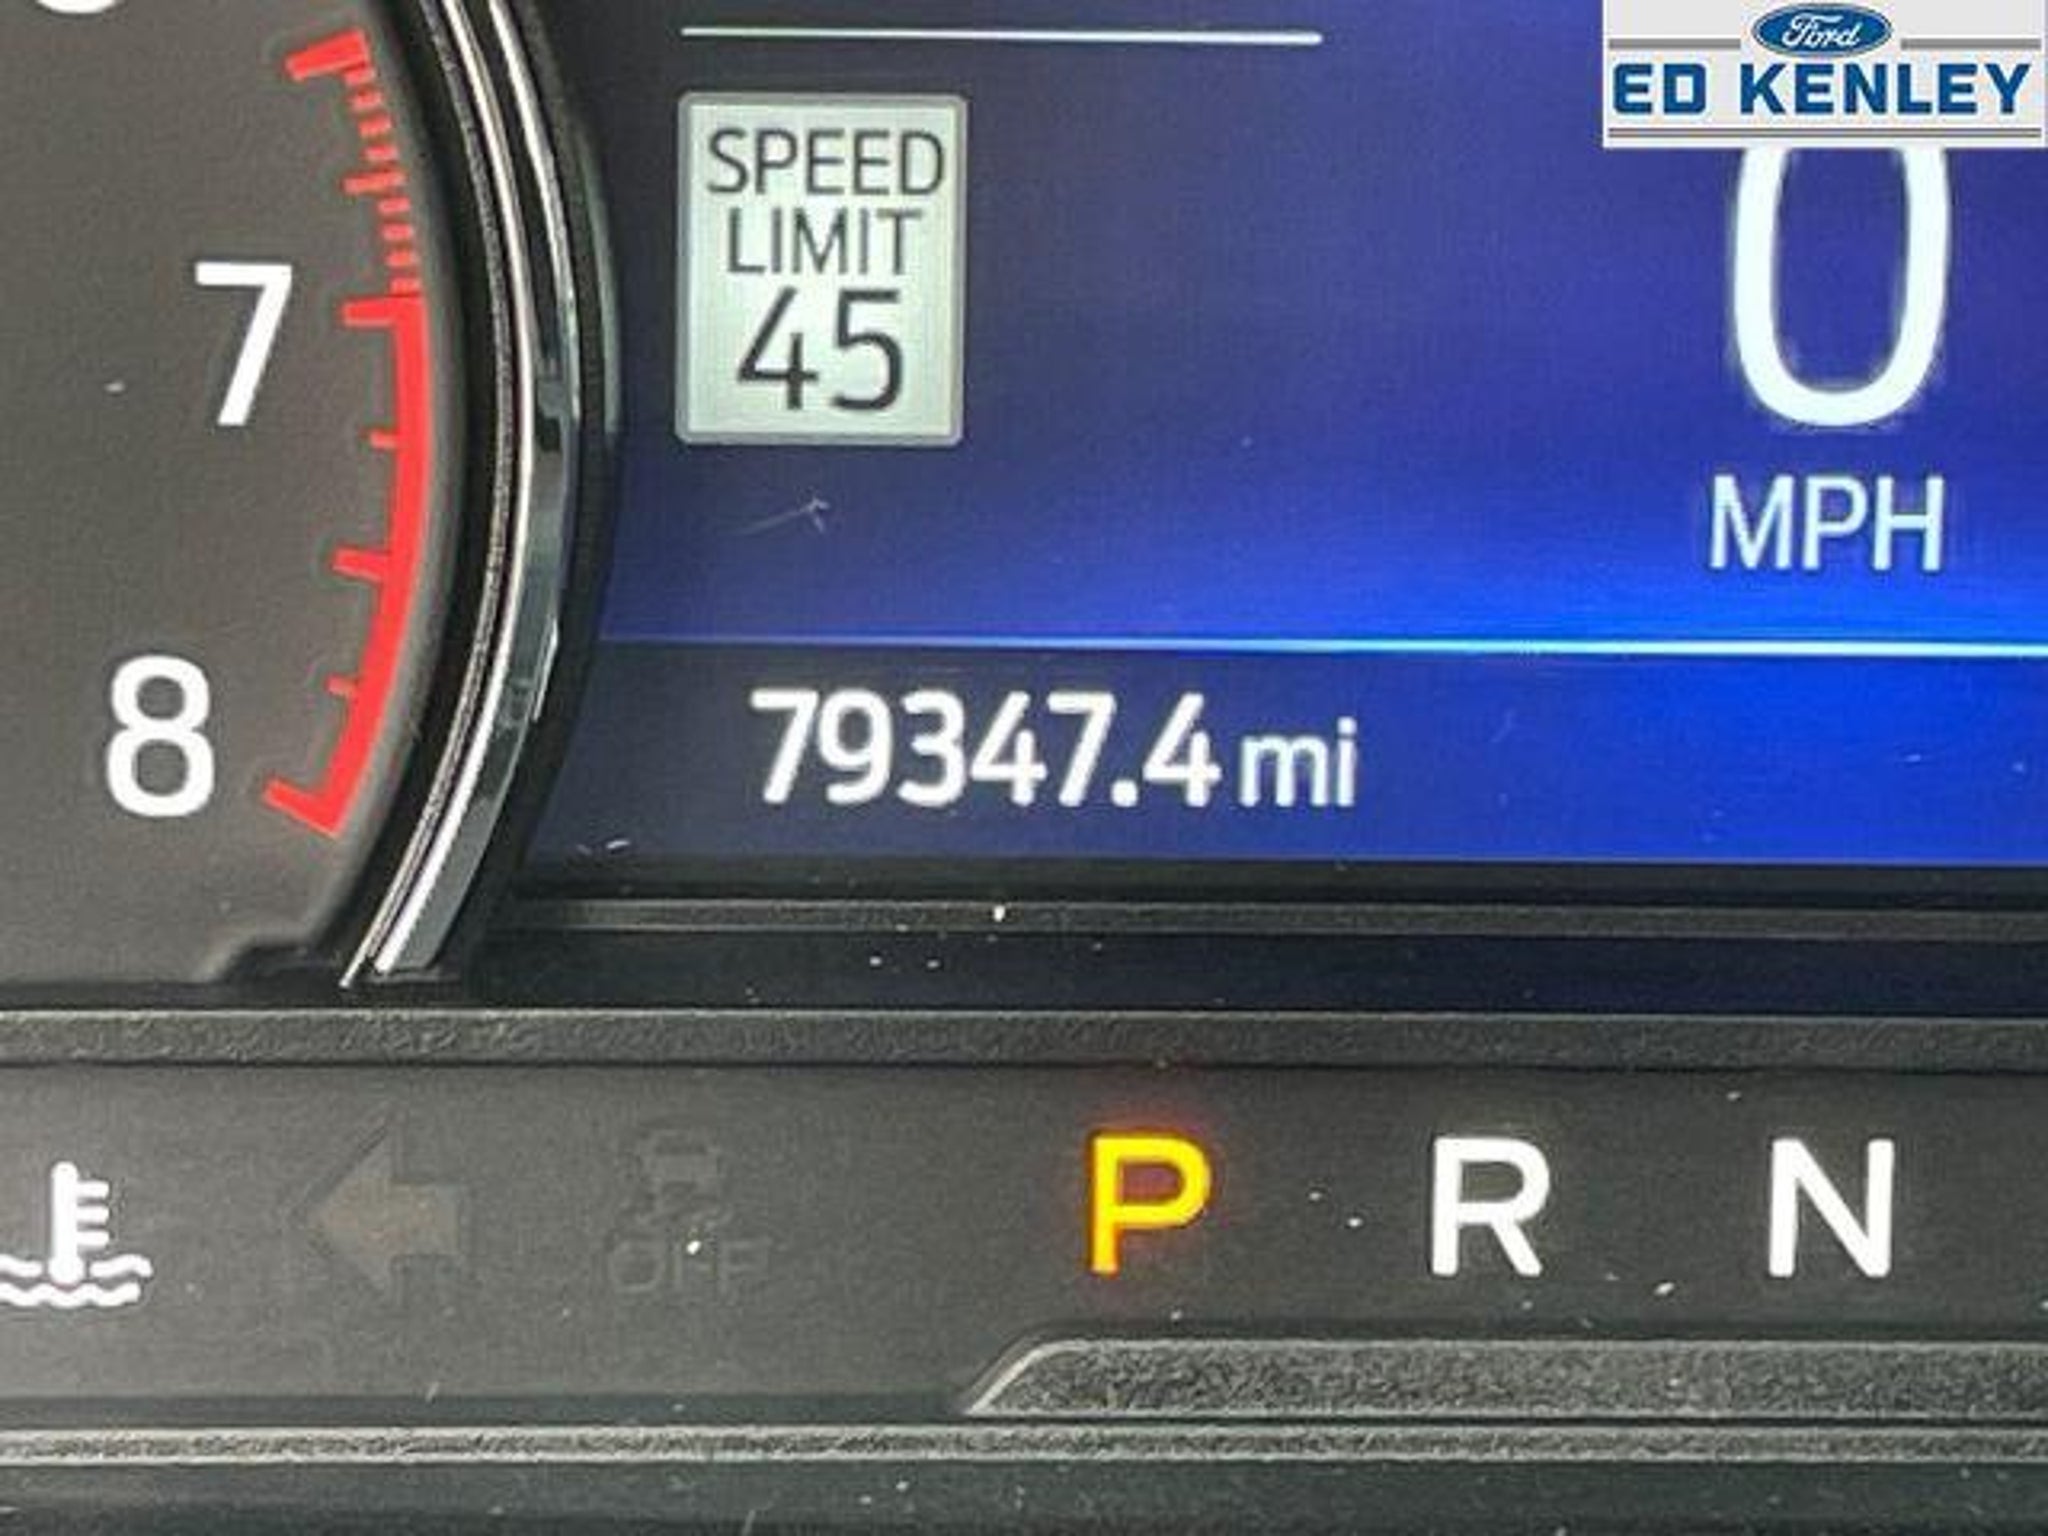 Ford
ED KENLEY
SPEED
LIMIT
45
0
MPH
7
8
79347.4 mi
OFF
P R N